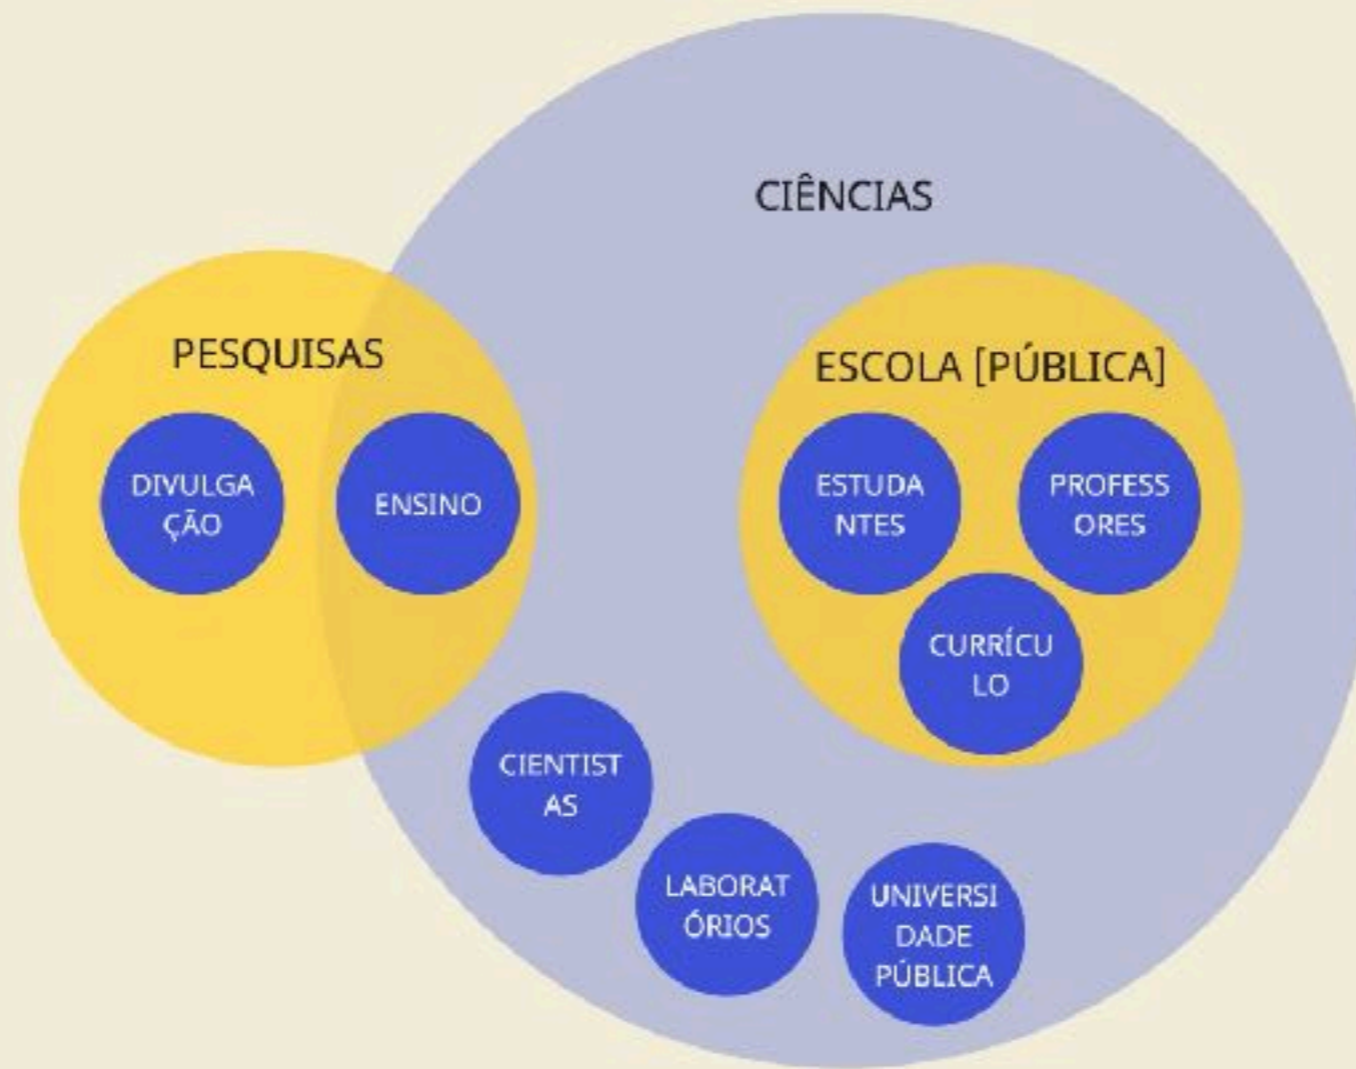 CIÊNCIAS
PESQUISAS
DIVULGA
ÇÃO
ENSINO
ESCOLA [PÚBLICA]
ESTUDA
NTES
PROFESS
ORES
CURRÍCU
LO
CIENTIST
AS
LABORAT
ÓRIOS
UNIVERSI
DADE
PÚBLICA